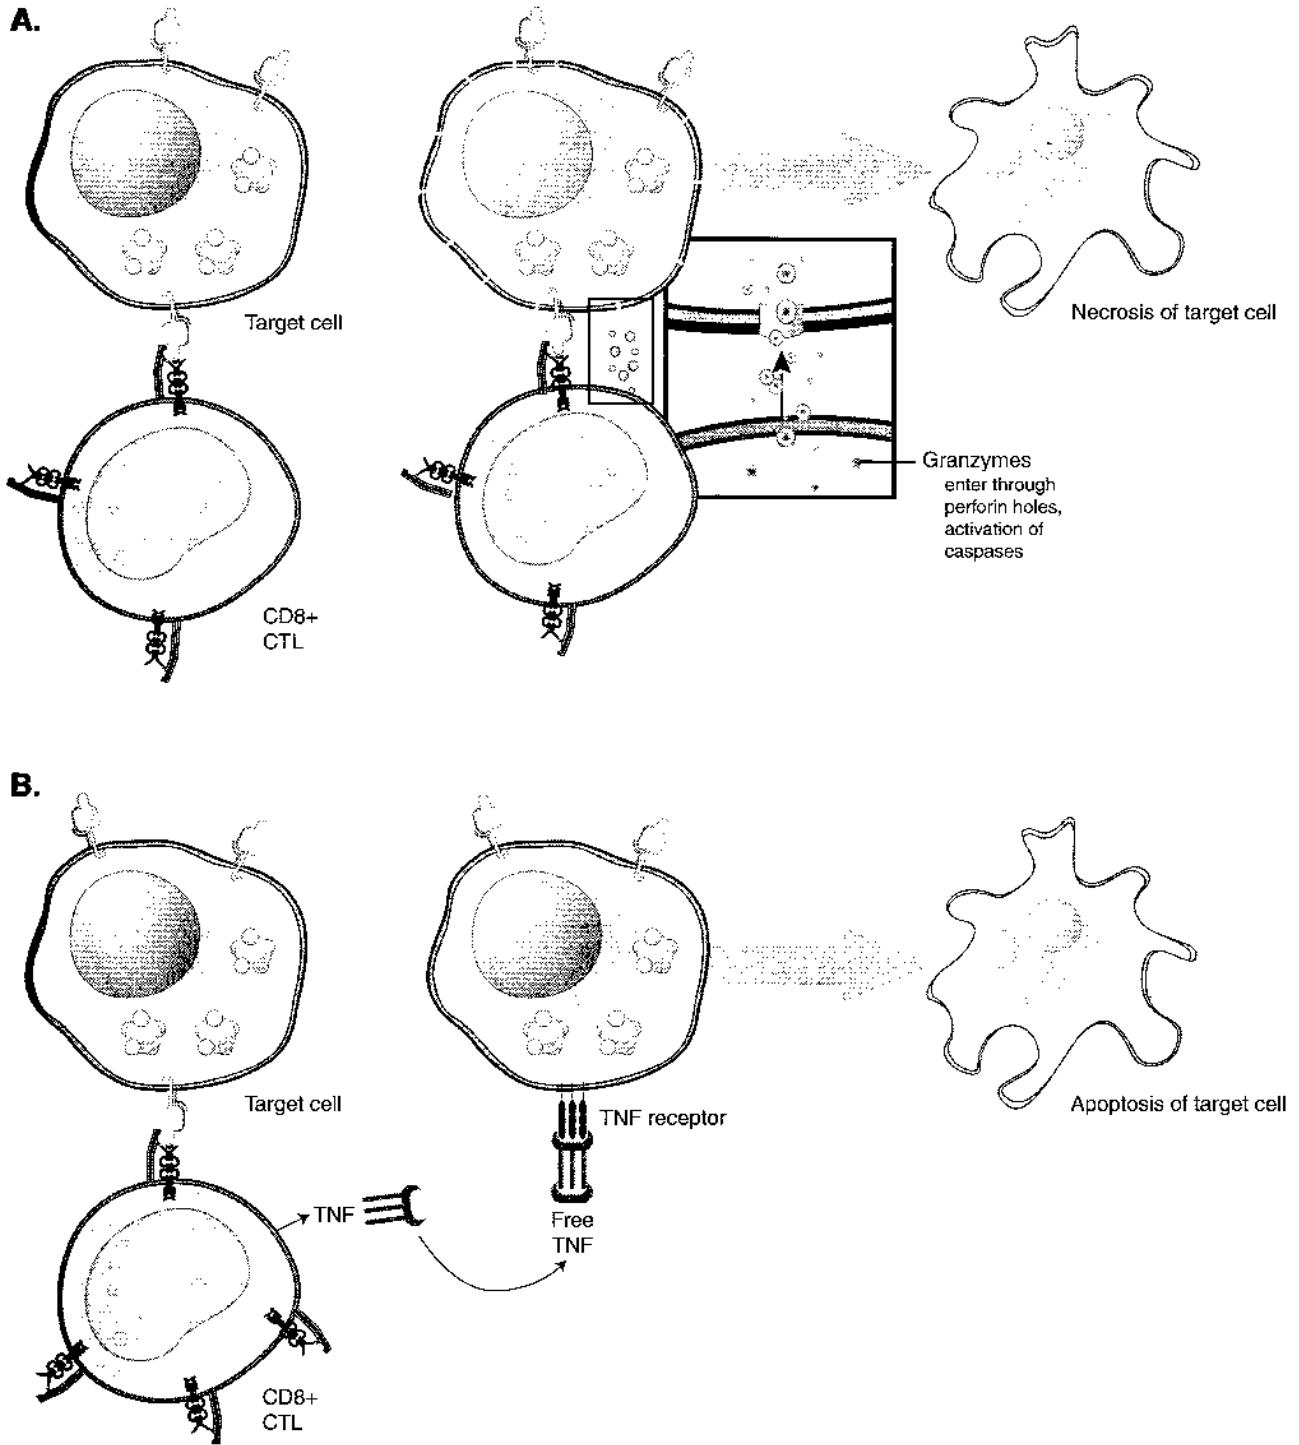 A.
Target cell
Necrosis of target cell
Granzymes
enter through
perforin holes,
activation of
caspases
CD8+
CTL
B.
Target cell
TNF receptor
Apoptosis of target cell
TNF
Free
TNF
CD8+
CTL